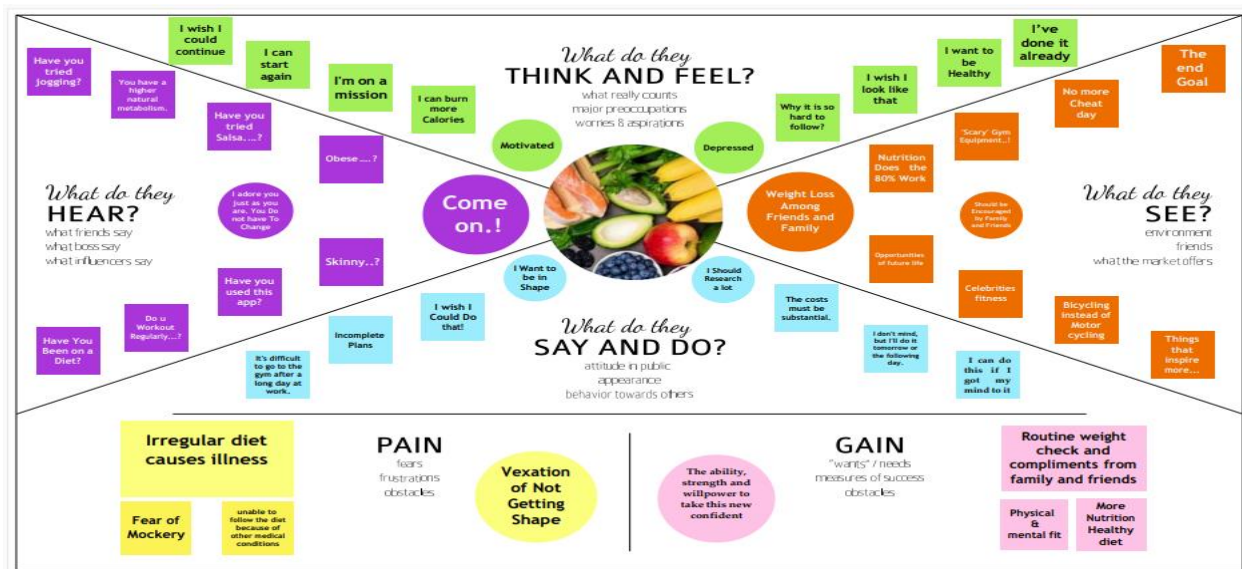 What do they
THINK AND FEEL?
what really counts
major preoccupations
worries & aspirations
I wish I
could
continue
I can
start
again
I'm on a
mission
I can burn
more
Calories
Motivated
Depressed
Why it is so
hard to
follow?
I wish I
look like
that
I want to
be
Healthy
I've
done it
already
What do they
HEAR?
what friends say
what boss say
what influencers say
Have you
tried
jogging?
You have a
higher
natural
metabolism.
Have you
tried
Salsa....?
Obese....?
I adore you
just as you
are. You Do
not have To
Change
Come
on.!
Skinny..?
Have you
used this
app?
Do u
Workout
Regularly...?
Have You
Been on a
Diet?
What do they
SEE?
environment
friends
what the market offers
The
end
Goal
No more
Cheat
day
'Scary' Gym
Equipment..!
Nutrition
Does the
80% Work
Weight Loss
Among
Friends and
Family
Should be
Encouraged
by Family
and Friends
Opportunities
of future life
Celebrities
fitness
Bicycling
instead of
Motor
cycling
Things
that
inspire
more...
What do they
SAY AND DO?
attitude in public
appearance
behavior towards others
I Want to
be in
Shape
I wish I
Could Do
that!
Incomplete
Plans
It's difficult
to go to the
gym after a
long day at
work.
I Should
Research
a lot
The costs
must be
substantial.
I don't mind,
but I'll do it
tomorrow or
the following
day.
I can do
this if I
got my
mind to it
PAIN
fears
frustrations
obstacles
Irregular diet
causes illness
Fear of
Mockery
unable to
follow the diet
because of
other medical
conditions
Vexation
of Not
Getting
Shape
GAIN
"wants" / needs
measures of success
obstacles
The ability,
strength and
willpower to
take this new
confident
Routine weight
check and
compliments from
family and friends
Physical
&
mental fit
More
Nutrition
Healthy
diet